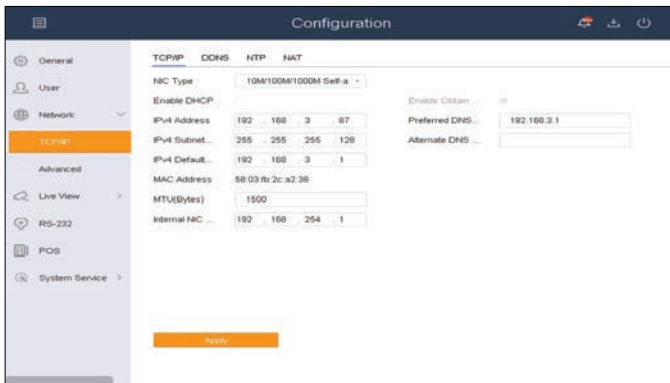 Configuration
General
User
Network
TCP/IP
Advanced
Live View
RS-232
POS
System Service
TCP/IP DDNS NTP NAT
NIC Type 10M/100M/1000M Self-a
Enable DHCP Enable Obtain ...
IPv4 Address 192 . 168 . 3 . 87 Preferred DNS... 192.168.3.1
IPv4 Subnet... 255 . 255 . 255 . 128 Alternate DNS ...
IPv4 Default... 192 . 168 . 3 . 1
MAC Address 58:03:fb:2c:a2:38
MTU(Bytes) 1500
Internal NIC ... 192 . 168 . 254 . 1
Apply